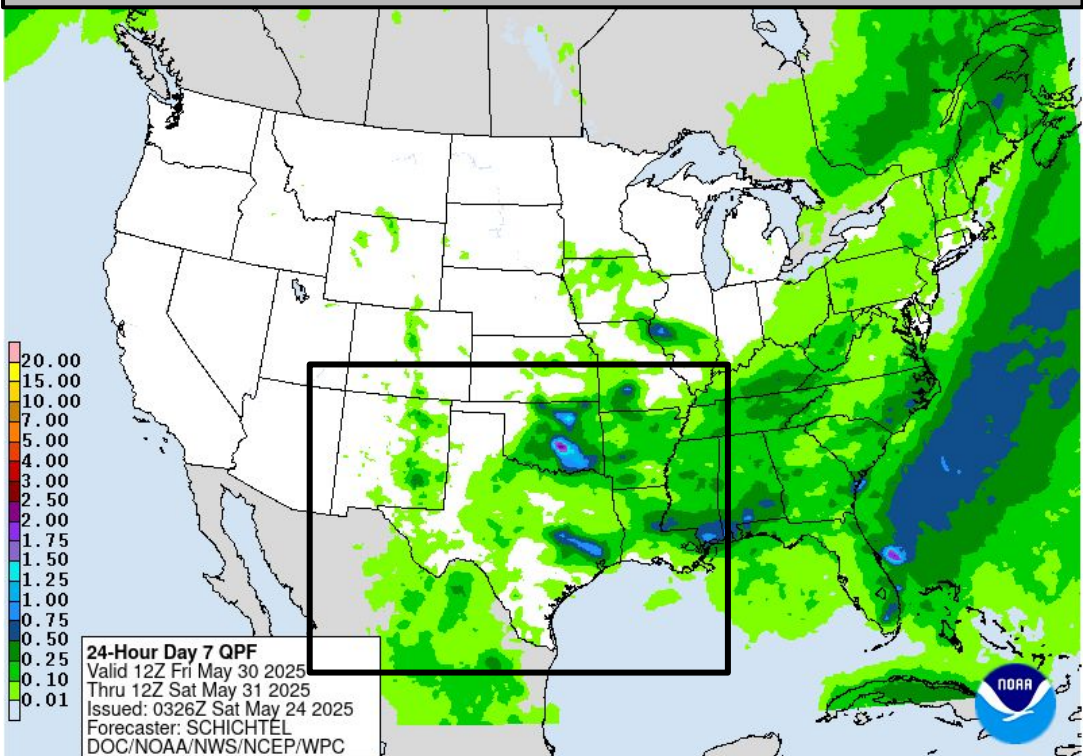 20.00
15.00
10.00
7.00
5.00
4.00
3.00
2.50
2.00
1.75
1.50
1.25
1.00
0.75
0.50
0.25
0.10
0.01
24-Hour Day 7 QPF
Valid 12Z Fri May 30 2025
Thru 12Z Sat May 31 2025
Issued: 0326Z Sat May 24 2025
Forecaster: SCHICHTEL
DOC/NOAA/NWS/NCEP/WPC
NOAA